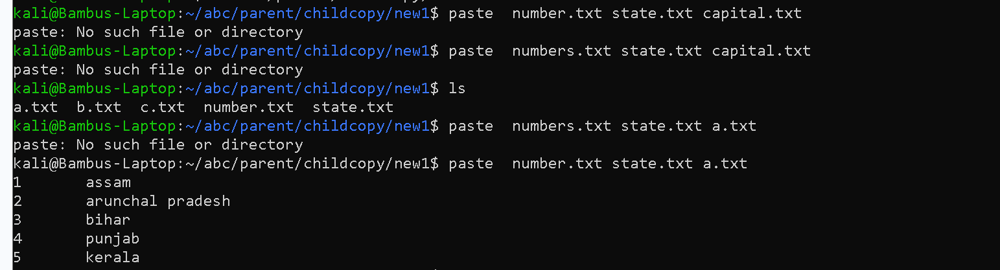 kali@Bambus-Laptop:~/abc/parent/childcopy/new1$ paste  number.txt state.txt capital.txt
paste: No such file or directory
kali@Bambus-Laptop:~/abc/parent/childcopy/new1$ paste  numbers.txt state.txt capital.txt
paste: No such file or directory
kali@Bambus-Laptop:~/abc/parent/childcopy/new1$ ls
a.txt  b.txt  c.txt  number.txt  state.txt
kali@Bambus-Laptop:~/abc/parent/childcopy/new1$ paste  numbers.txt state.txt a.txt
paste: No such file or directory
kali@Bambus-Laptop:~/abc/parent/childcopy/new1$ paste  number.txt state.txt a.txt
1       assam
2       arunchal pradesh
3       bihar
4       punjab
5       kerala